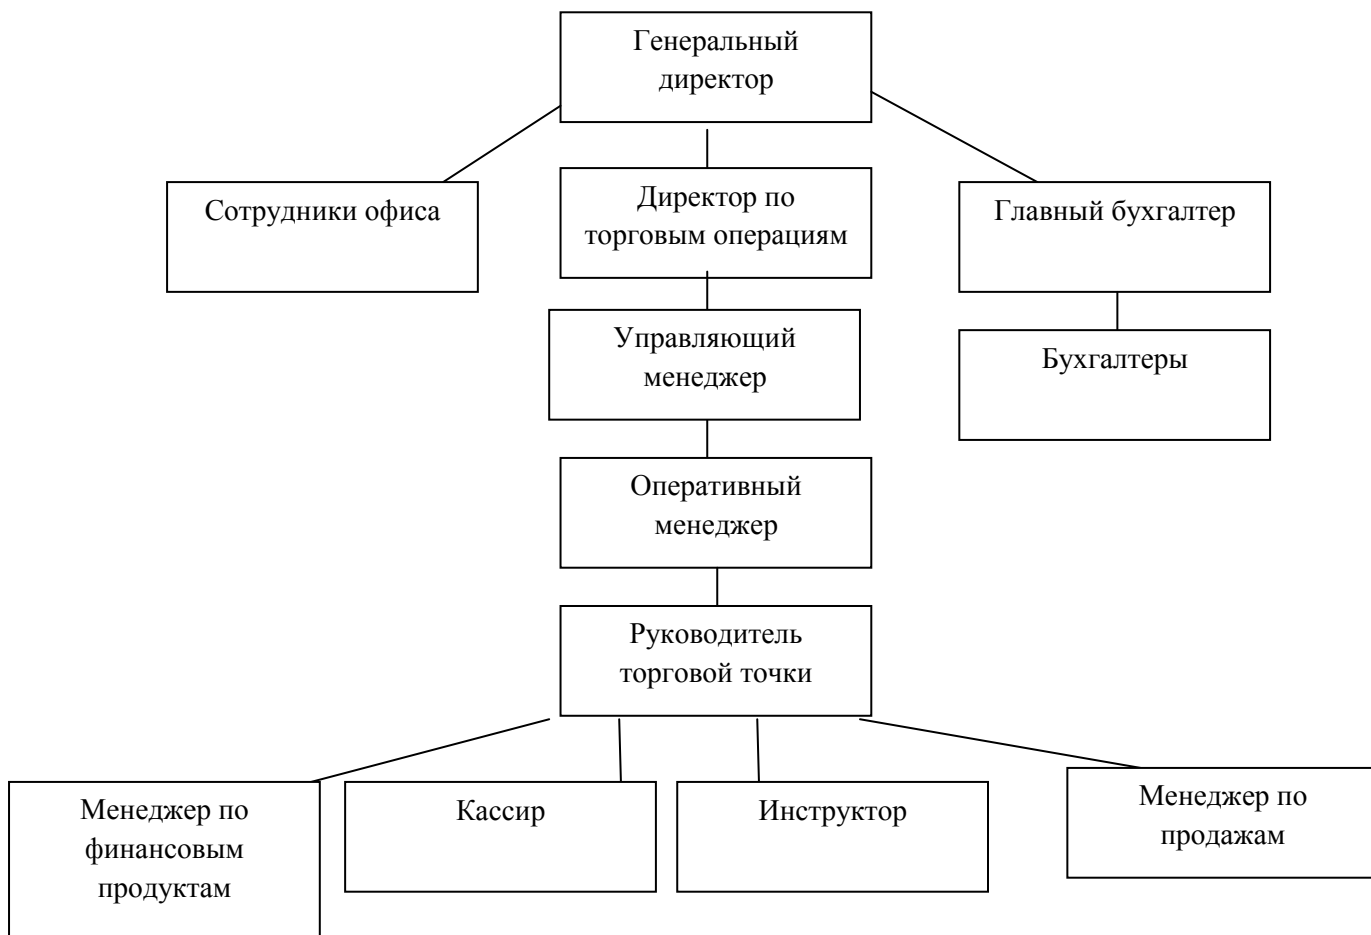 Генеральный
директор
Сотрудники офиса
Директор по
торговым операциям
Главный бухгалтер
Управляющий
менеджер
Бухгалтеры
Оперативный
менеджер
Руководитель
торговой точки
Менеджер по
финансовым
продуктам
Кассир
Инструктор
Менеджер по
продажам